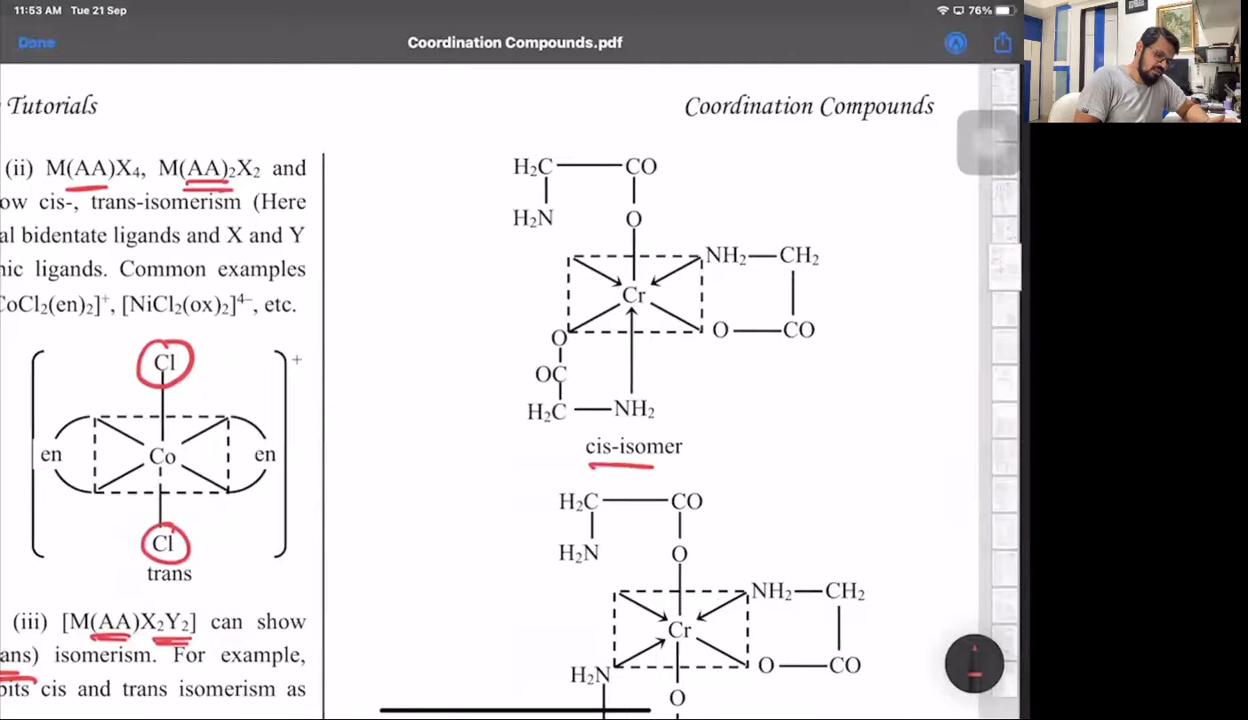 11:53 AM Tue 21 Sep
76%
Done
Coordination Compounds.pdf
Tutorials
Coordination Compounds
(ii) M(AA)X4, M(AA)2X2 and
ow cis-, trans-isomerism (Here
al bidentate ligands and X and Y
nic ligands. Common examples
CoCl2(en)2]+, [NiCl2(ox)2]4–, etc.
Cl
+
en
Co
en
Cl
trans
(iii) [M(AA)X2Y2] can show
ans) isomerism. For example,
bits cis and trans isomerism as
H2C
CO
H2N
O
NH2—CH2
Cr
O
O
CO
OC
H2C
NH2
cis-isomer
H2C
CO
H2N
O
NH2—CH2
Cr
H2N
O
CO
O